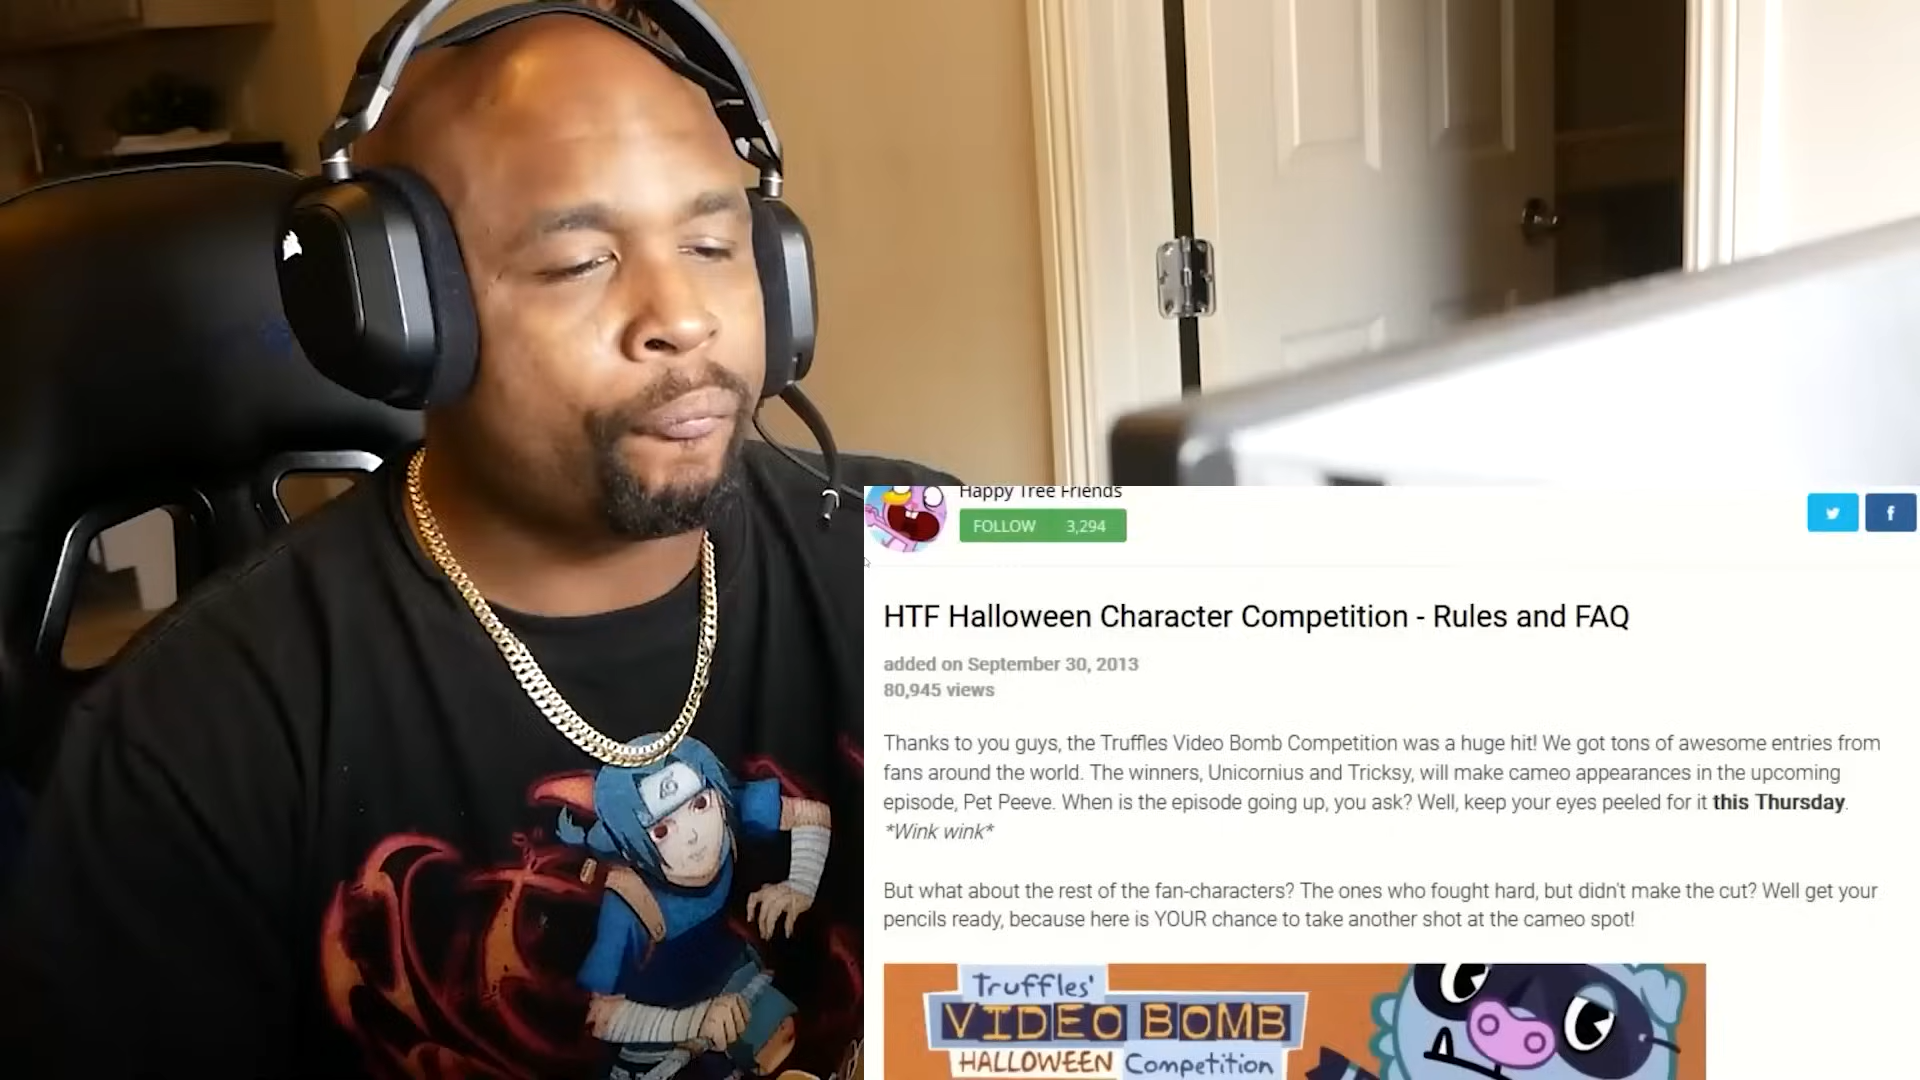 Happy Tree Friends
FOLLOW 3,294
HTF Halloween Character Competition - Rules and FAQ
added on September 30, 2013
80,945 views
Thanks to you guys, the Truffles Video Bomb Competition was a huge hit! We got tons of awesome entries from
fans around the world. The winners, Unicornius and Tricksy, will make cameo appearances in the upcoming
episode, Pet Peeve. When is the episode going up, you ask? Well, keep your eyes peeled for it this Thursday.
*Wink wink*
But what about the rest of the fan-characters? The ones who fought hard, but didn't make the cut? Well get your
pencils ready, because here is YOUR chance to take another shot at the cameo spot!
Truffles'
VIDEO BOMB
HALLOWEEN Competition